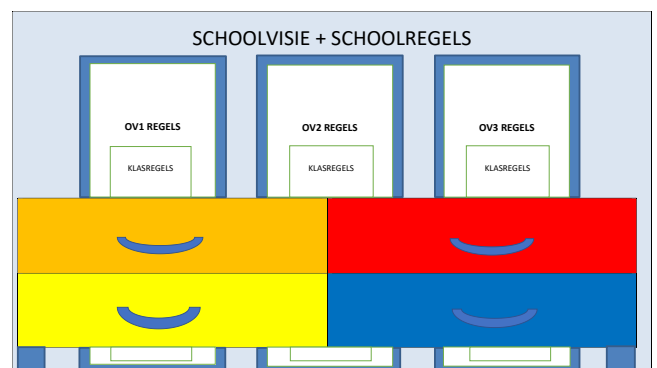 SCHOOLVISIE + SCHOOLREGELS
OV1 REGELS
OV2 REGELS
OV3 REGELS
KLASREGELS
KLASREGELS
KLASREGELS